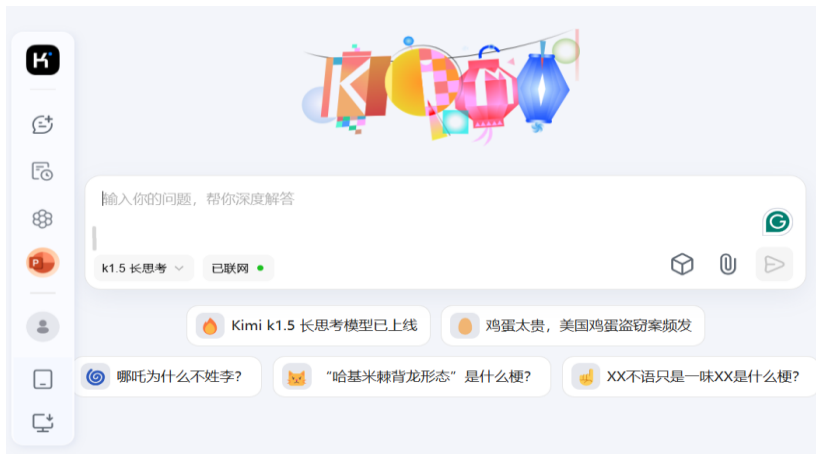 KIMI
K
输入你的问题，帮你深度解答
P
k1.5 长思考
已联网
Kimi k1.5 长思考模型已上线
鸡蛋太贵，美国鸡蛋盗窃案频发
哪吒为什么不姓李？
“哈基米棘背龙形态”是什么梗？
XX不语只是一味XX是什么梗？